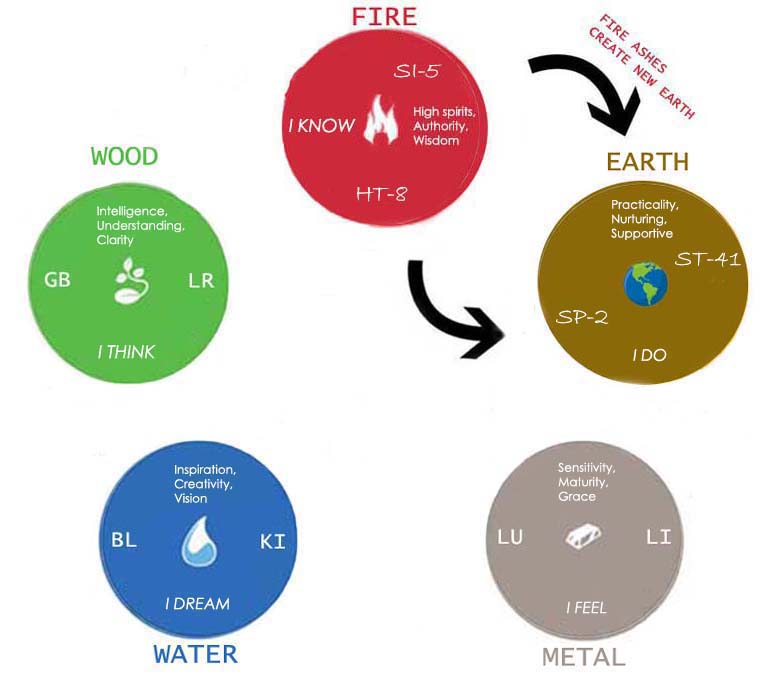 FIRE
SI-5
I KNOW
High spirits,
Authority,
Wisdom
HT-8
FIRE ASHES
CREATE NEW EARTH
WOOD
Intelligence,
Understanding,
Clarity
GB
LR
I THINK
EARTH
Practicality,
Nurturing,
Supportive
ST-41
SP-2
I DO
Inspiration,
Creativity,
Vision
BL
KI
I DREAM
WATER
Sensitivity,
Maturity,
Grace
LU
LI
I FEEL
METAL